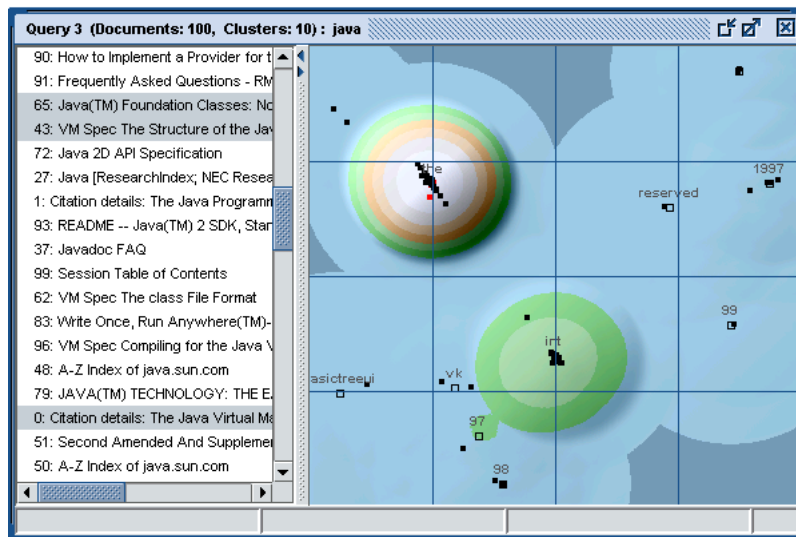 Query 3 (Documents: 100, Clusters: 10) : java
90: How to Implement a Provider for t
91: Frequently Asked Questions - RM
65: Java(TM) Foundation Classes: No
43: VM Spec The Structure of the Jav
72: Java 2D API Specification
27: Java [ResearchIndex; NEC Resea
1: Citation details: The Java Programm
93: README -- Java(TM) 2 SDK, Stan
37: Javadoc FAQ
99: Session Table of Contents
62: VM Spec The class File Format
83: Write Once, Run Anywhere(TM)-
96: VM Spec Compiling for the Java V
48: A-Z Index of java.sun.com
79: JAVA(TM) TECHNOLOGY: THE E
0: Citation details: The Java Virtual Ma
51: Second Amended And Supplemen
50: A-Z Index of java.sun.com
the
1997
reserved
99
int
asictreeui
vk
97
98